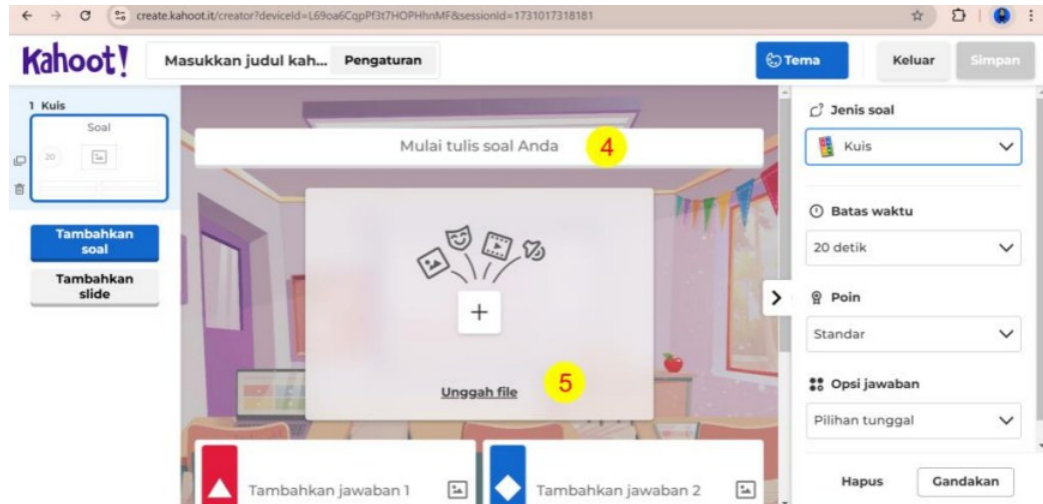 create.kahoot.it/creator?deviceId=L69oa6CqpPf3t7HOPHhnMF&sessionId=1731017318181
Kahoot!
Masukkan judul kah...
Pengaturan
Tema
Keluar
Simpan
1 Kuis
Soal
20
Tambahkan
soal
Tambahkan
slide
Mulai tulis soal Anda
4
Unggah file
5
Tambahkan jawaban 1
Tambahkan jawaban 2
Jenis soal
Kuis
Batas waktu
20 detik
Poin
Standar
Opsi jawaban
Pilihan tunggal
Hapus
Gandakan